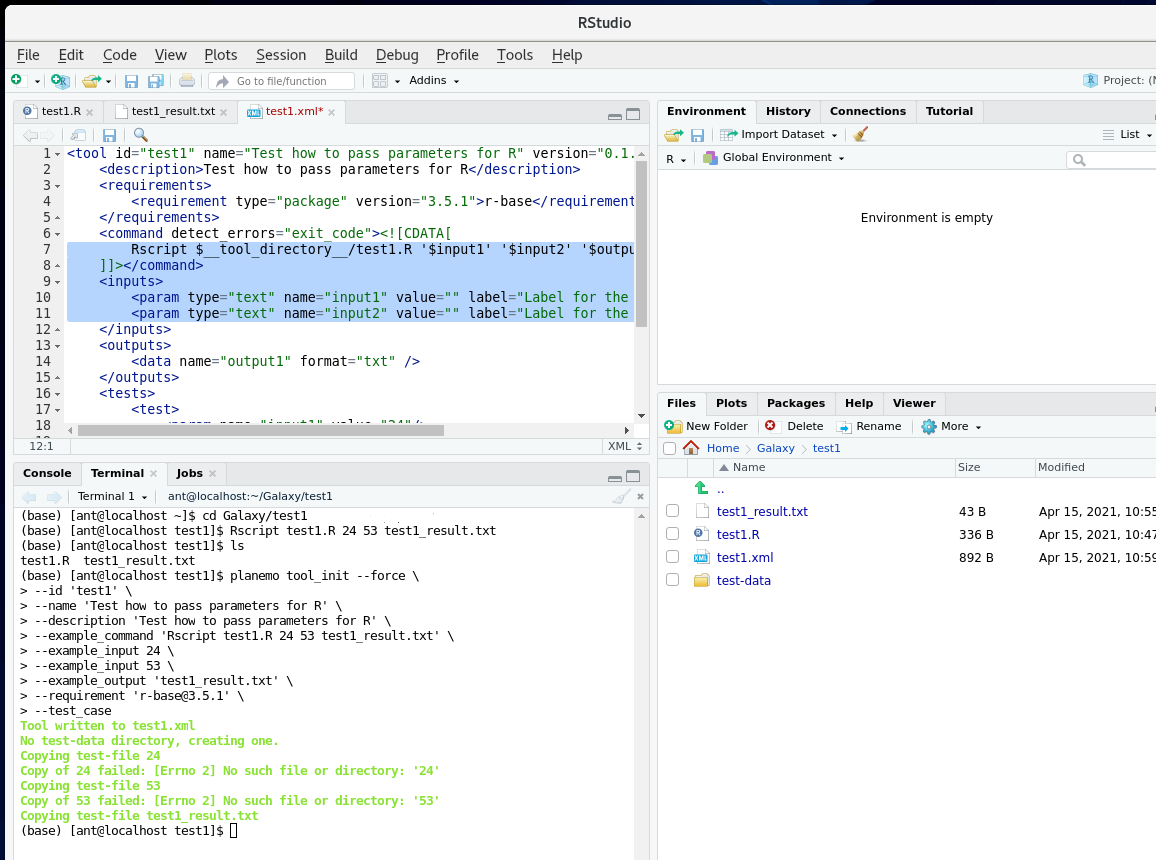 RStudio
File Edit Code View Plots Session Build Debug Profile Tools Help
Go to file/function Addins Project: (N
test1.R test1_result.txt test1.xml*
1 <tool id="test1" name="Test how to pass parameters for R" version="0.1.
2 <description>Test how to pass parameters for R</description>
3 <requirements>
4 <requirement type="package" version="3.5.1">r-base</requirement
5 </requirements>
6 <command detect_errors="exit_code"><![CDATA[
7 Rscript $__tool_directory__/test1.R '$input1' '$input2' '$outpu
8 ]]></command>
9 <inputs>
10 <param type="text" name="input1" value="" label="Label for the
11 <param type="text" name="input2" value="" label="Label for the
12 </inputs>
13 <outputs>
14 <data name="output1" format="txt" />
15 </outputs>
16 <tests>
17 <test>
18 <param name="input1" value="24"/>
12:1 XML
Console Terminal Jobs
Terminal 1 ant@localhost:~/Galaxy/test1
(base) [ant@localhost ~]$ cd Galaxy/test1
(base) [ant@localhost test1]$ Rscript test1.R 24 53 test1_result.txt
(base) [ant@localhost test1]$ ls
test1.R  test1_result.txt
(base) [ant@localhost test1]$ planemo tool_init --force \
> --id 'test1' \
> --name 'Test how to pass parameters for R' \
> --description 'Test how to pass parameters for R' \
> --example_command 'Rscript test1.R 24 53 test1_result.txt' \
> --example_input 24 \
> --example_input 53 \
> --example_output 'test1_result.txt' \
> --requirement 'r-base@3.5.1' \
> --test_case
Tool written to test1.xml
No test-data directory, creating one.
Copying test-file 24
Copy of 24 failed: [Errno 2] No such file or directory: '24'
Copying test-file 53
Copy of 53 failed: [Errno 2] No such file or directory: '53'
Copying test-file test1_result.txt
(base) [ant@localhost test1]$
Environment History Connections Tutorial
Import Dataset List
R Global Environment
Environment is empty
Files Plots Packages Help Viewer
New Folder Delete Rename More
Home Galaxy test1
Name Size Modified
..
test1_result.txt 43 B Apr 15, 2021, 10:55
test1.R 336 B Apr 15, 2021, 10:47
test1.xml 892 B Apr 15, 2021, 10:59
test-data